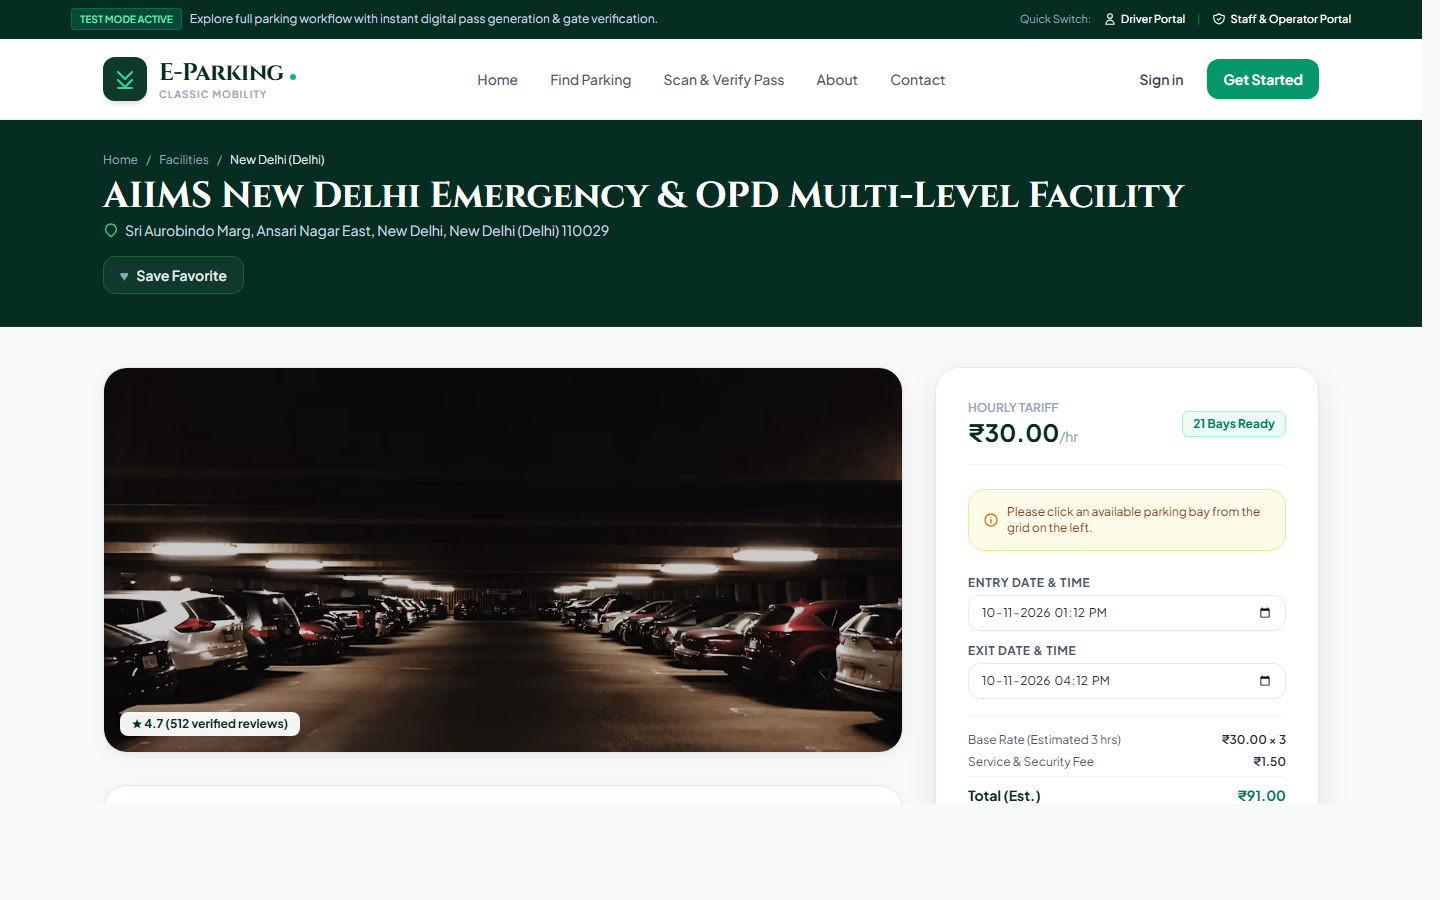 TEST MODE ACTIVE Explore full parking workflow with instant digital pass generation & gate verification. Quick Switch: Driver Portal | Staff & Operator Portal
E-Parking
CLASSIC MOBILITY
Home Find Parking Scan & Verify Pass About Contact Sign in Get Started
Home / Facilities / New Delhi (Delhi)
AIIMS New Delhi Emergency & OPD Multi-Level Facility
Sri Aurobindo Marg, Ansari Nagar East, New Delhi, New Delhi (Delhi) 110029
♥ Save Favorite
★ 4.7 (512 verified reviews)
HOURLY TARIFF
₹30.00/hr
21 Bays Ready
Please click an available parking bay from the
grid on the left.
ENTRY DATE & TIME
10-11-2026 01:12 PM
EXIT DATE & TIME
10-11-2026 04:12 PM
Base Rate (Estimated 3 hrs) ₹30.00 × 3
Service & Security Fee ₹1.50
Total (Est.) ₹91.00